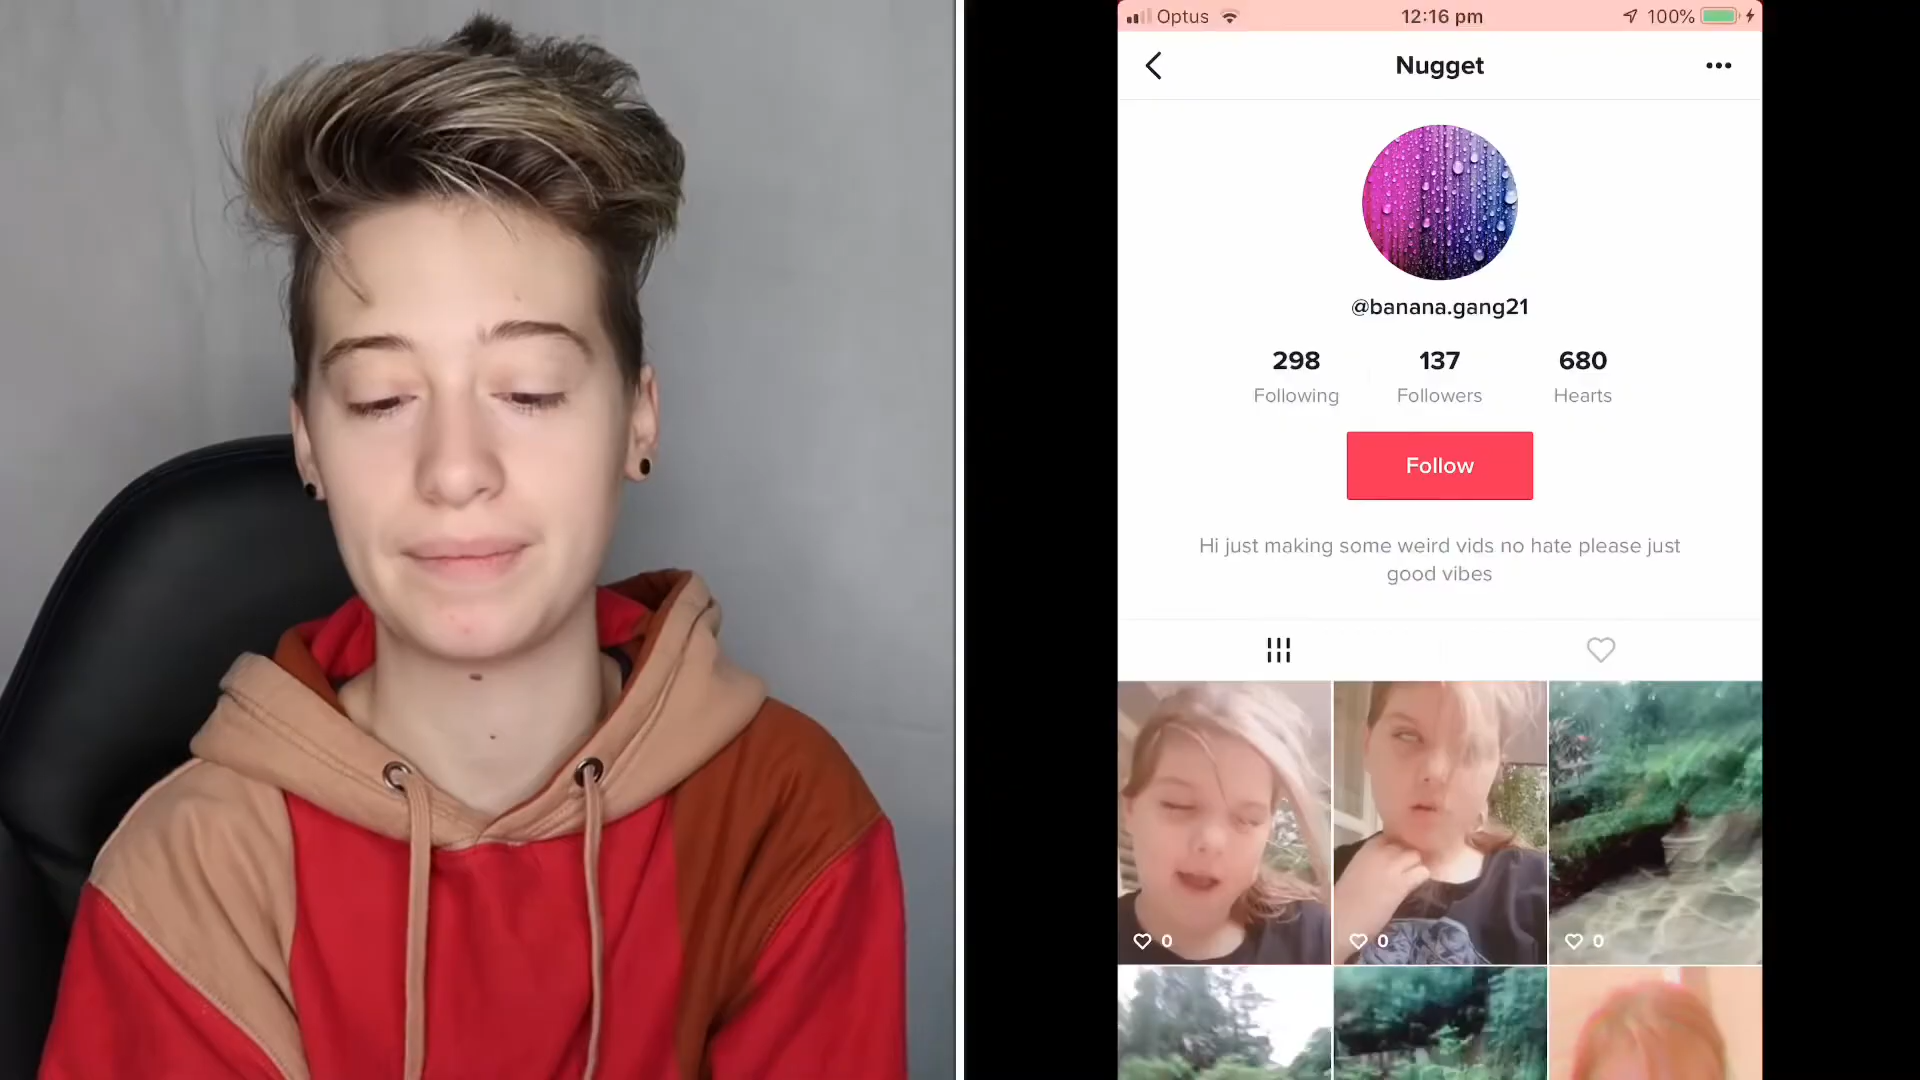 Optus
12:16 pm
100%
Nugget
@banana.gang21
298
137
680
Following
Followers
Hearts
Follow
Hi just making some weird vids no hate please just
good vibes
0
0
0